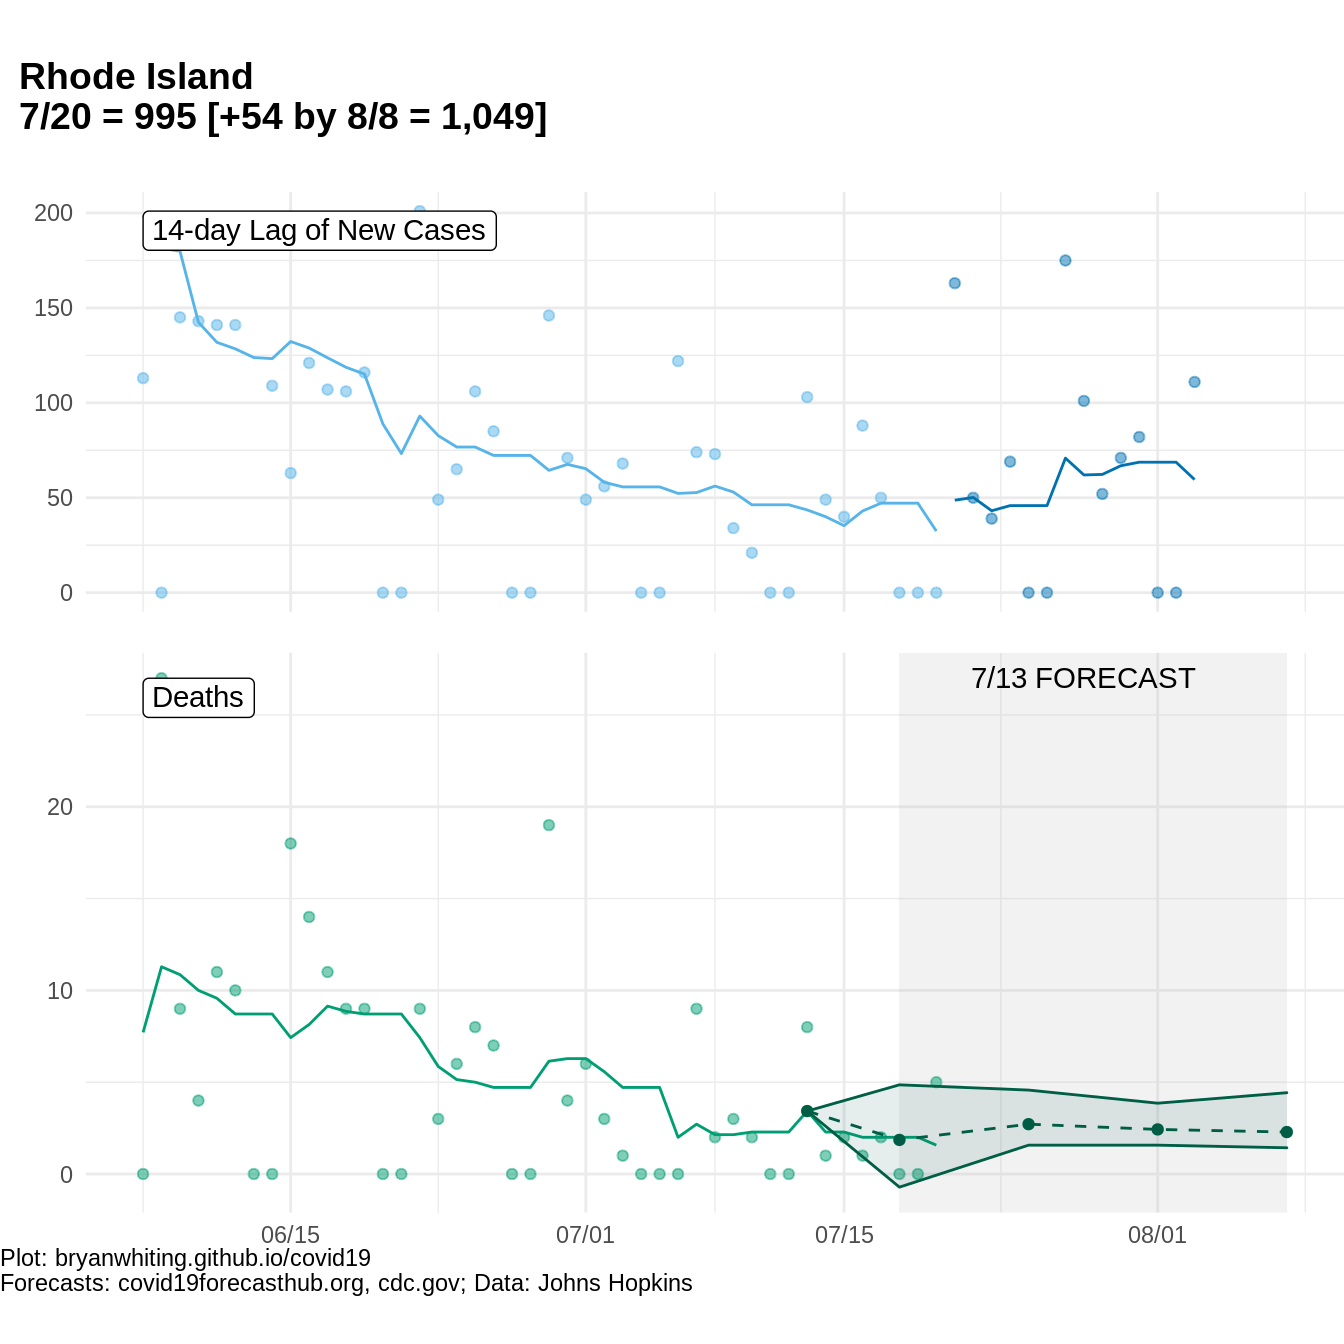 Rhode Island
7/20 = 995 [+54 by 8/8 = 1,049]
200
14-day Lag of New Cases
150
100
50
0
7/13 FORECAST
Deaths
20
10
0
06/15 07/01 07/15 08/01
Plot: bryanwhiting.github.io/covid19
Forecasts: covid19forecasthub.org, cdc.gov; Data: Johns Hopkins